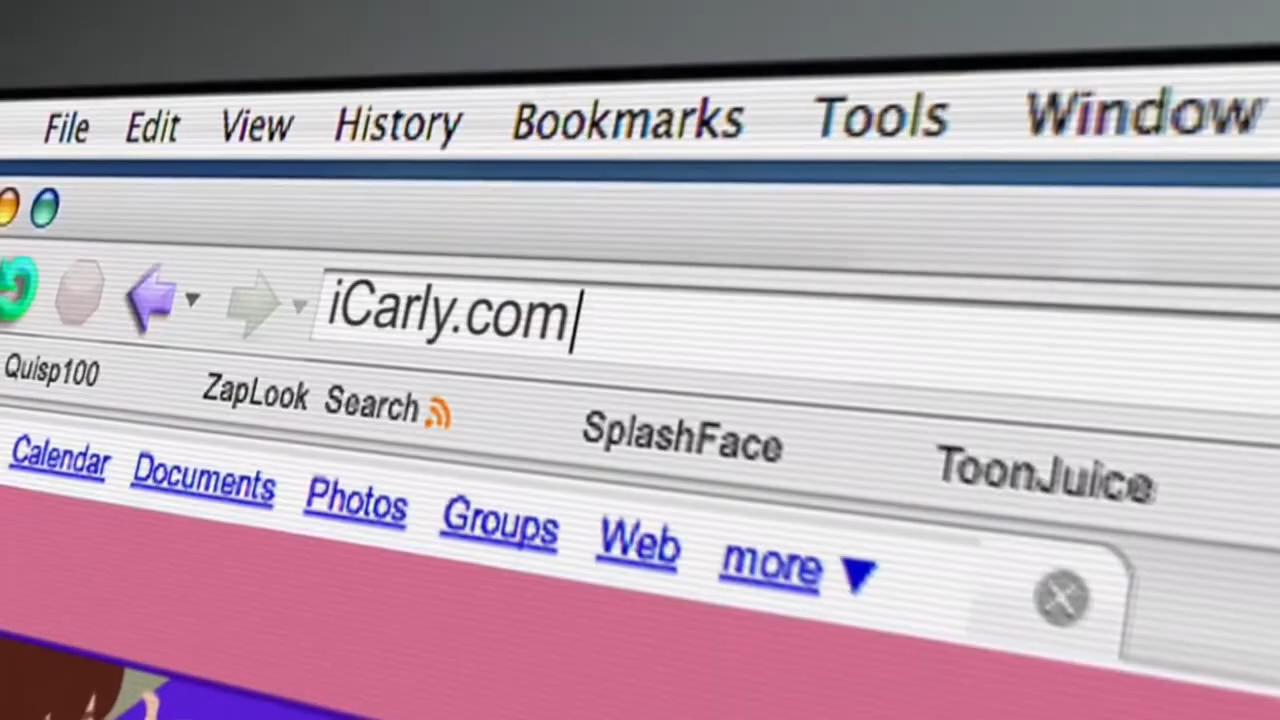 File Edit View History Bookmarks Tools Window
iCarly.com
Quisp100 ZapLook Search SplashFace ToonJuice
Calendar Documents Photos Groups Web more